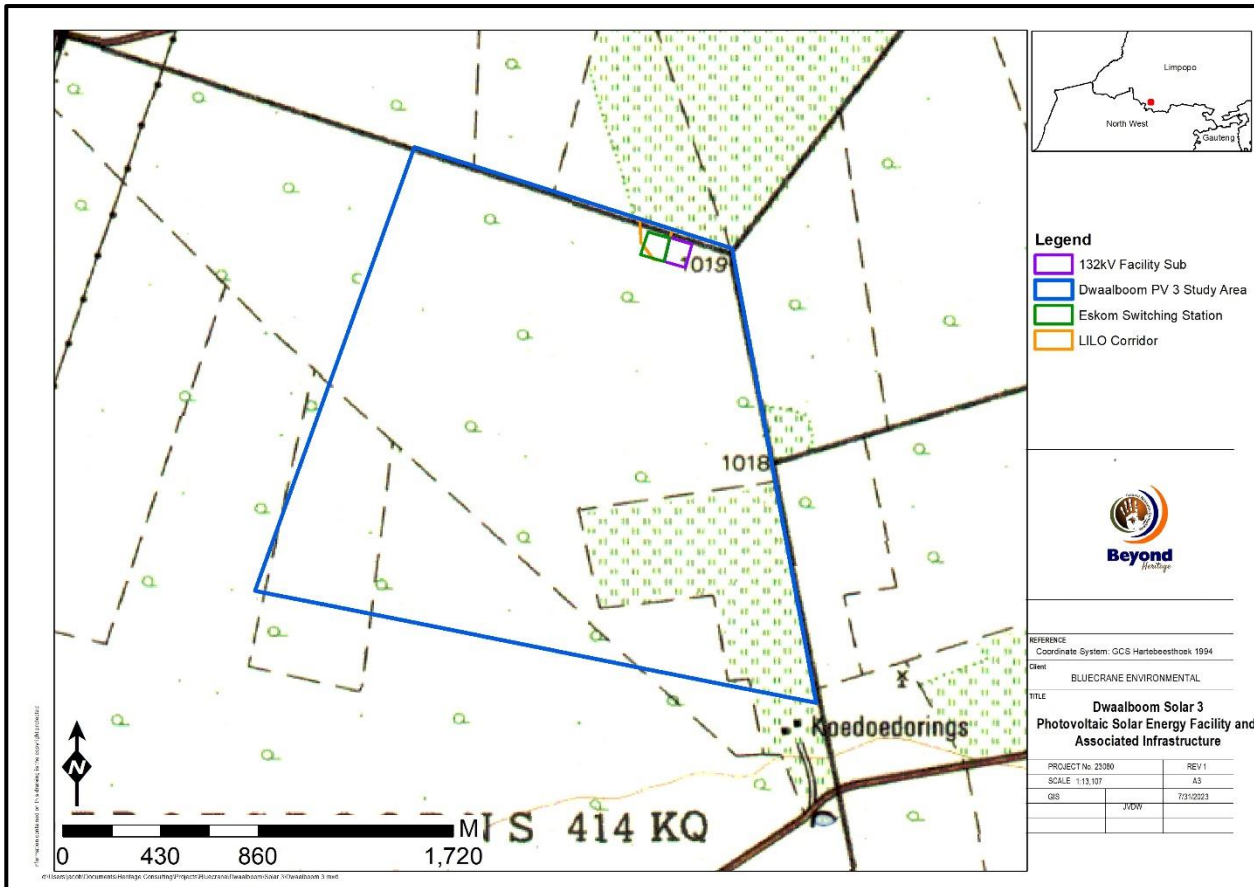 Limpopo
North West
Gauteng
Legend
132kV Facility Sub
Dwaalboom PV 3 Study Area
Eskom Switching Station
LILO Corridor
1019
1018
Koedoedorings
N S 414 KQ
M
0 430 860 1,720
N
Beyond
Heritage
REFERENCE
Coordinate System: GCS Hartebeesthoek 1994
Client
BLUECRANE ENVIRONMENTAL
TITLE
Dwaalboom Solar 3
Photovoltaic Solar Energy Facility and
Associated Infrastructure
PROJECT No. 23080 REV 1
SCALE 1:13,107 A3
GIS JVDW 7/31/2023